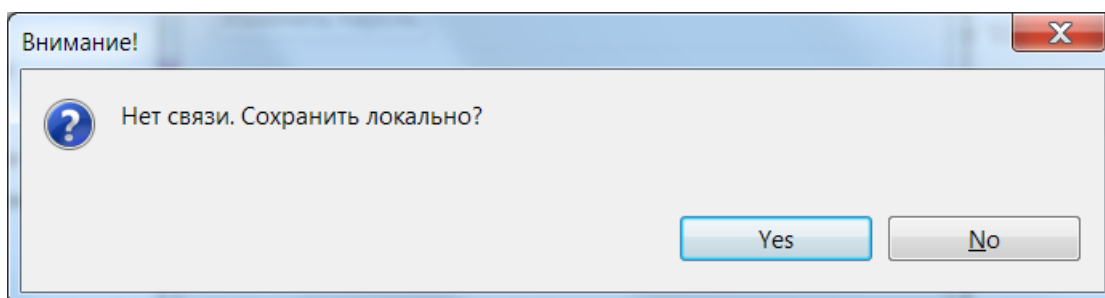 Внимание!
Нет связи. Сохранить локально?
Yes
No